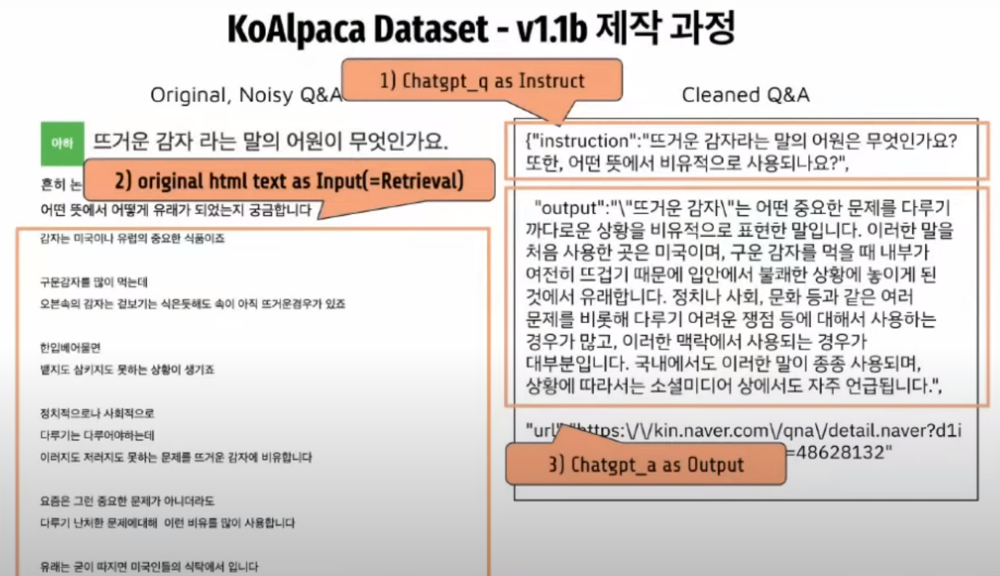 KoAlpaca Dataset - v1.1b 제작 과정
1) Chatgpt_q as Instruct
Original, Noisy Q&A
Cleaned Q&A
아하
뜨거운 감자 라는 말의 어원이 무엇인가요.
2) original html text as Input(=Retrieval)
흔히 논
어떤 뜻에서 어떻게 유래가 되었는지 궁금합니다
감자는 미국이나 유럽의 중요한 식품이죠
구운감자를 많이 먹는데
오븐속의 감자는 겉보기는 식은듯해도 속이 아직 뜨거운경우가 있죠
한입베어물면
뱉지도 삼키지도 못하는 상황이 생기죠
정치적으로나 사회적으로
다루기는 다루어야하는데
이러지도 저러지도 못하는 문제를 뜨거운 감자에 비유합니다
요즘은 그런 중요한 문제가 아니더라도
다루기 난처한 문제에대해 이런 비유를 많이 사용합니다
유래는 굳이 따지면 미국인들의 식탁에서 입니다
{"instruction":"뜨거운 감자라는 말의 어원은 무엇인가요?
또한, 어떤 뜻에서 비유적으로 사용되나요?",
"output":"\"뜨거운 감자\"는 어떤 중요한 문제를 다루기
까다로운 상황을 비유적으로 표현한 말입니다. 이러한 말을
처음 사용한 곳은 미국이며, 구운 감자를 먹을 때 내부가
여전히 뜨겁기 때문에 입안에서 불쾌한 상황에 놓이게 된
것에서 유래합니다. 정치나 사회, 문화 등과 같은 여러
문제를 비롯해 다루기 어려운 쟁점 등에 대해서 사용하는
경우가 많고, 이러한 맥락에서 사용되는 경우가
대부분입니다. 국내에서도 이러한 말이 종종 사용되며,
상황에 따라서는 소셜미디어 상에서도 자주 언급됩니다.",
"url" "https:\/\/kin.naver.com\/qna\/detail.naver?d1i
=48628132"
3) Chatgpt_a as Output